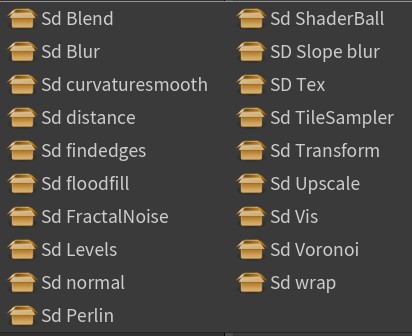 Sd Blend
Sd Blur
Sd curvaturesmooth
Sd distance
Sd findedges
Sd floodfill
Sd FractalNoise
Sd Levels
Sd normal
Sd Perlin
Sd ShaderBall
SD Slope blur
SD Tex
Sd TileSampler
Sd Transform
Sd Upscale
Sd Vis
Sd Voronoi
Sd wrap